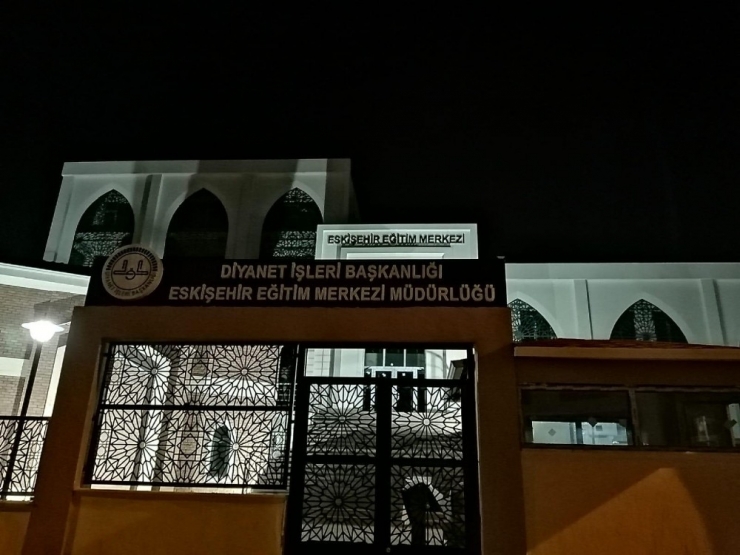 ESKİŞEHİR EĞİTİM MERKEZİ
DİYANET İŞLERİ BAŞKANLIĞI
ESKİŞEHİR EĞİTİM MERKEZİ MÜDÜRLÜĞÜ